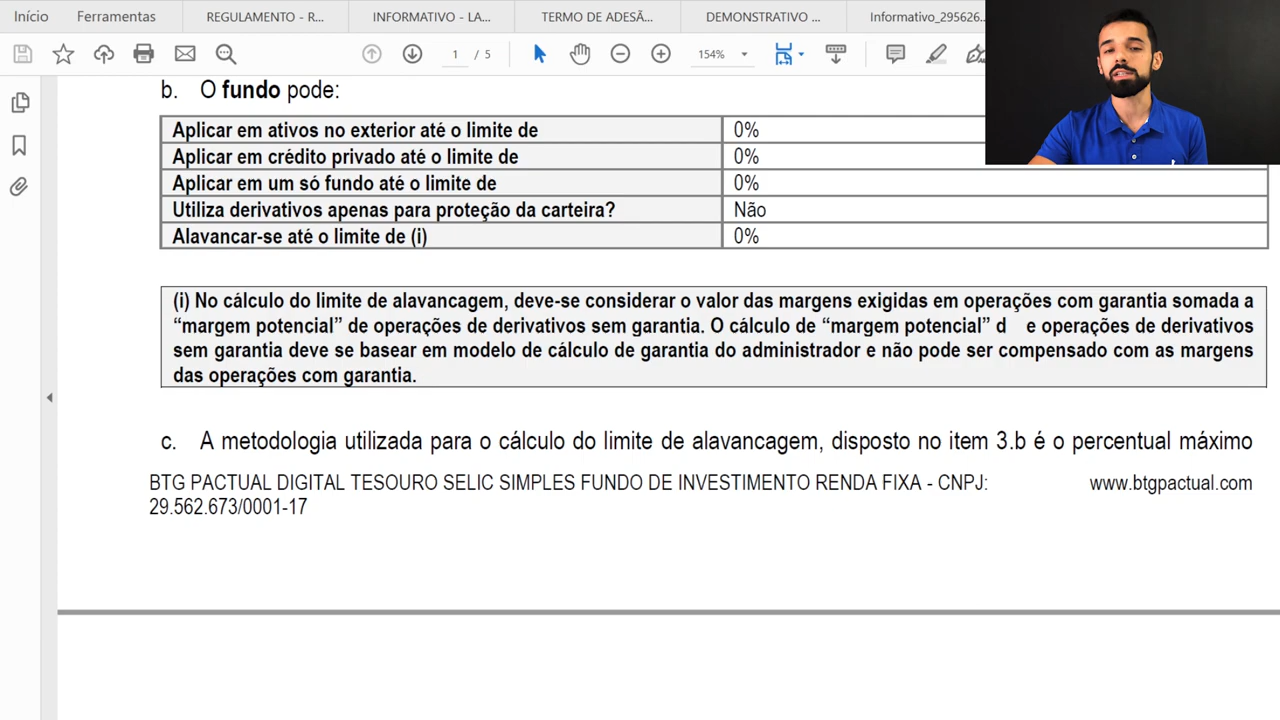 Início
Ferramentas
REGULAMENTO - R...
INFORMATIVO - LA...
TERMO DE ADESÃ...
DEMONSTRATIVO ...
Informativo_295626...
1 / 5
154%
b. O fundo pode:
Aplicar em ativos no exterior até o limite de 0%
Aplicar em crédito privado até o limite de 0%
Aplicar em um só fundo até o limite de 0%
Utiliza derivativos apenas para proteção da carteira? Não
Alavancar-se até o limite de (i) 0%
(i) No cálculo do limite de alavancagem, deve-se considerar o valor das margens exigidas em operações com garantia somada a
“margem potencial” de operações de derivativos sem garantia. O cálculo de “margem potencial” d e operações de derivativos
sem garantia deve se basear em modelo de cálculo de garantia do administrador e não pode ser compensado com as margens
das operações com garantia.
c. A metodologia utilizada para o cálculo do limite de alavancagem, disposto no item 3.b é o percentual máximo
BTG PACTUAL DIGITAL TESOURO SELIC SIMPLES FUNDO DE INVESTIMENTO RENDA FIXA - CNPJ: www.btgpactual.com
29.562.673/0001-17